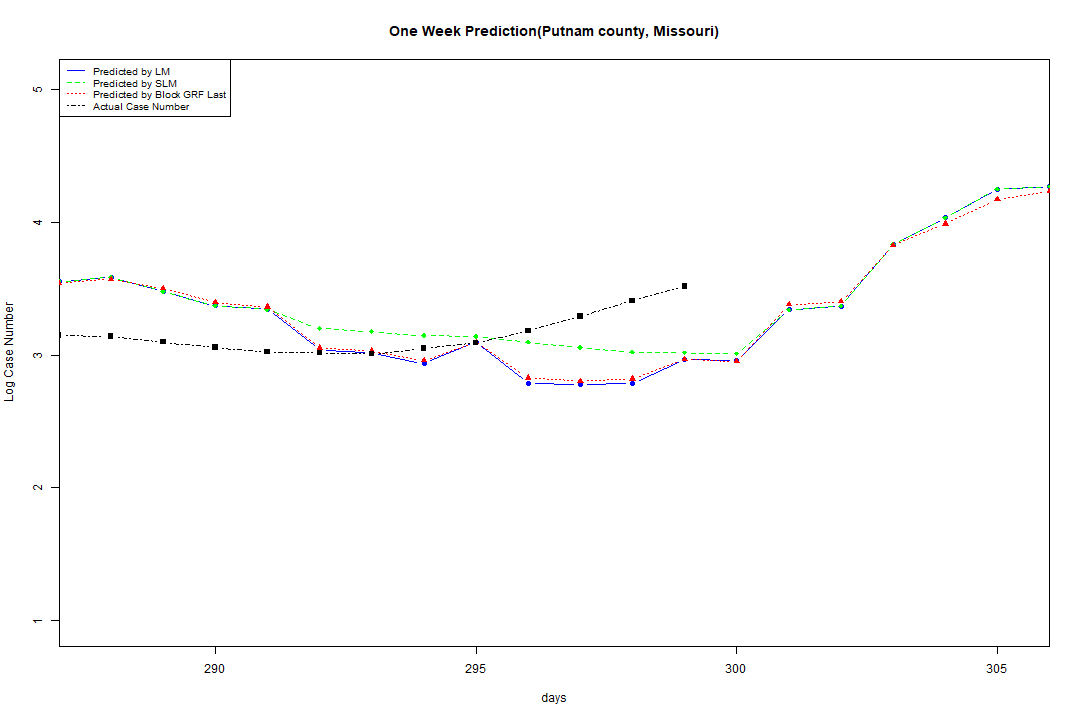 One Week Prediction(Putnam county, Missouri)
Predicted by LM
Predicted by SLM
Predicted by Block GRF Last
Actual Case Number
5
4
3
2
1
Log Case Number
290 295 300 305
days